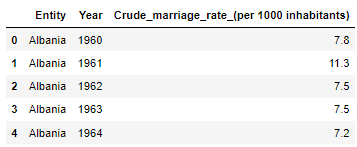 Entity Year Crude_marriage_rate_(per 1000 inhabitants)
0 Albania 1960 7.8
1 Albania 1961 11.3
2 Albania 1962 7.5
3 Albania 1963 7.5
4 Albania 1964 7.2